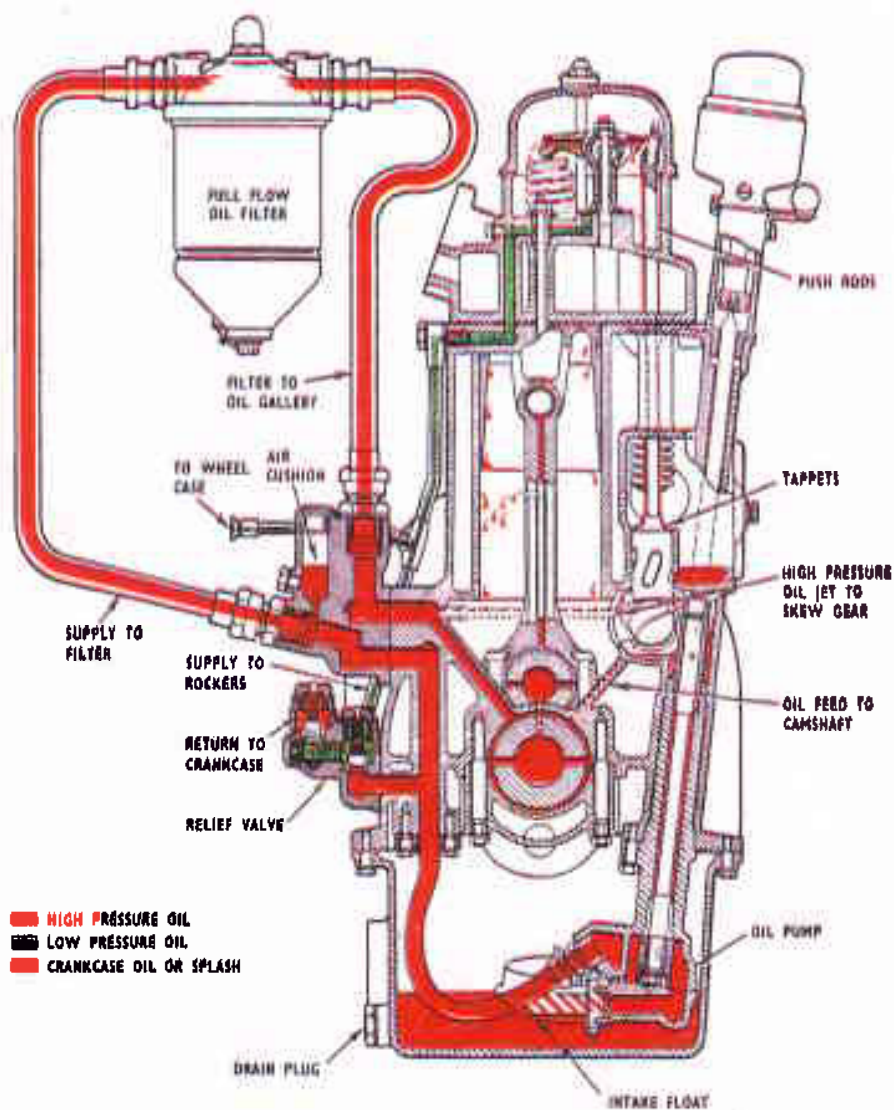 FULL FLOW
OIL FILTER
PUSH RODS
FILTER TO
OIL GALLERY
TO WHEEL
CASE
AIR
CUSHION
TAPPETS
HIGH PRESSURE
OIL JET TO
SKEW GEAR
SUPPLY TO
FILTER
SUPPLY TO
ROCKERS
OIL FEED TO
CAMSHAFT
RETURN TO
CRANKCASE
RELIEF VALVE
HIGH PRESSURE OIL
LOW PRESSURE OIL
CRANKCASE OIL OR SPLASH
OIL PUMP
DRAIN PLUG
INTAKE FLOAT